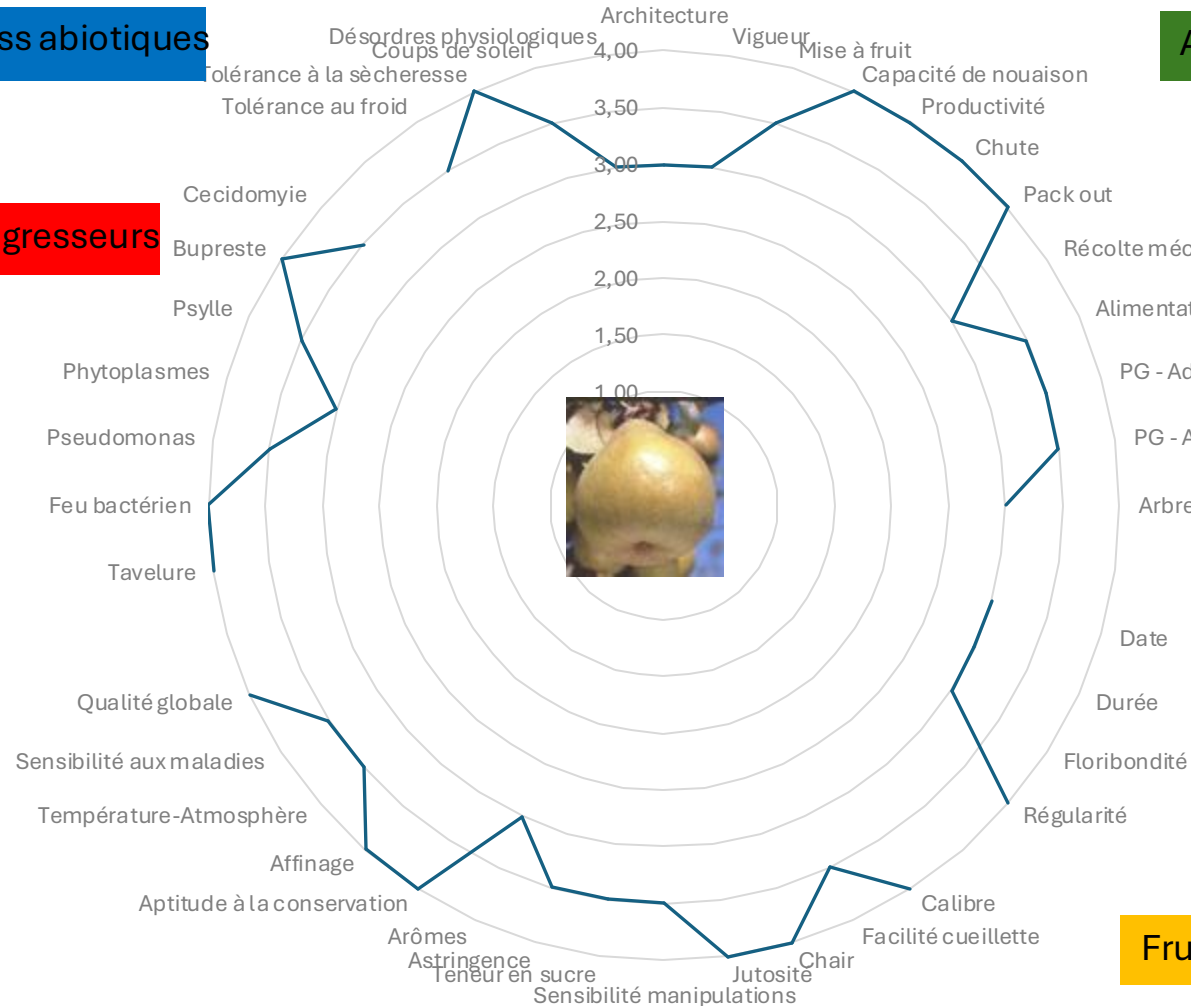 ss abiotiques
A
gresseurs
Fru
Architecture
Vigueur
Mise à fruit
Capacité de nouaison
Productivité
Chute
Pack out
Récolte méc
Alimentat
PG - Ad
PG - A
Arbre
Date
Durée
Floribondité
Régularité
Calibre
Facilité cueillette
Chair
Jutosité
Sensibilité manipulations
Teneur en sucre
Astringence
Arômes
Aptitude à la conservation
Affinage
Température-Atmosphère
Sensibilité aux maladies
Qualité globale
Tavelure
Feu bactérien
Pseudomonas
Phytoplasmes
Psylle
Bupreste
Cecidomyie
Tolérance au froid
Tolérance à la sècheresse
Coups de soleil
Désordres physiologiques
4,00
3,50
3,00
2,50
2,00
1,50
1,00